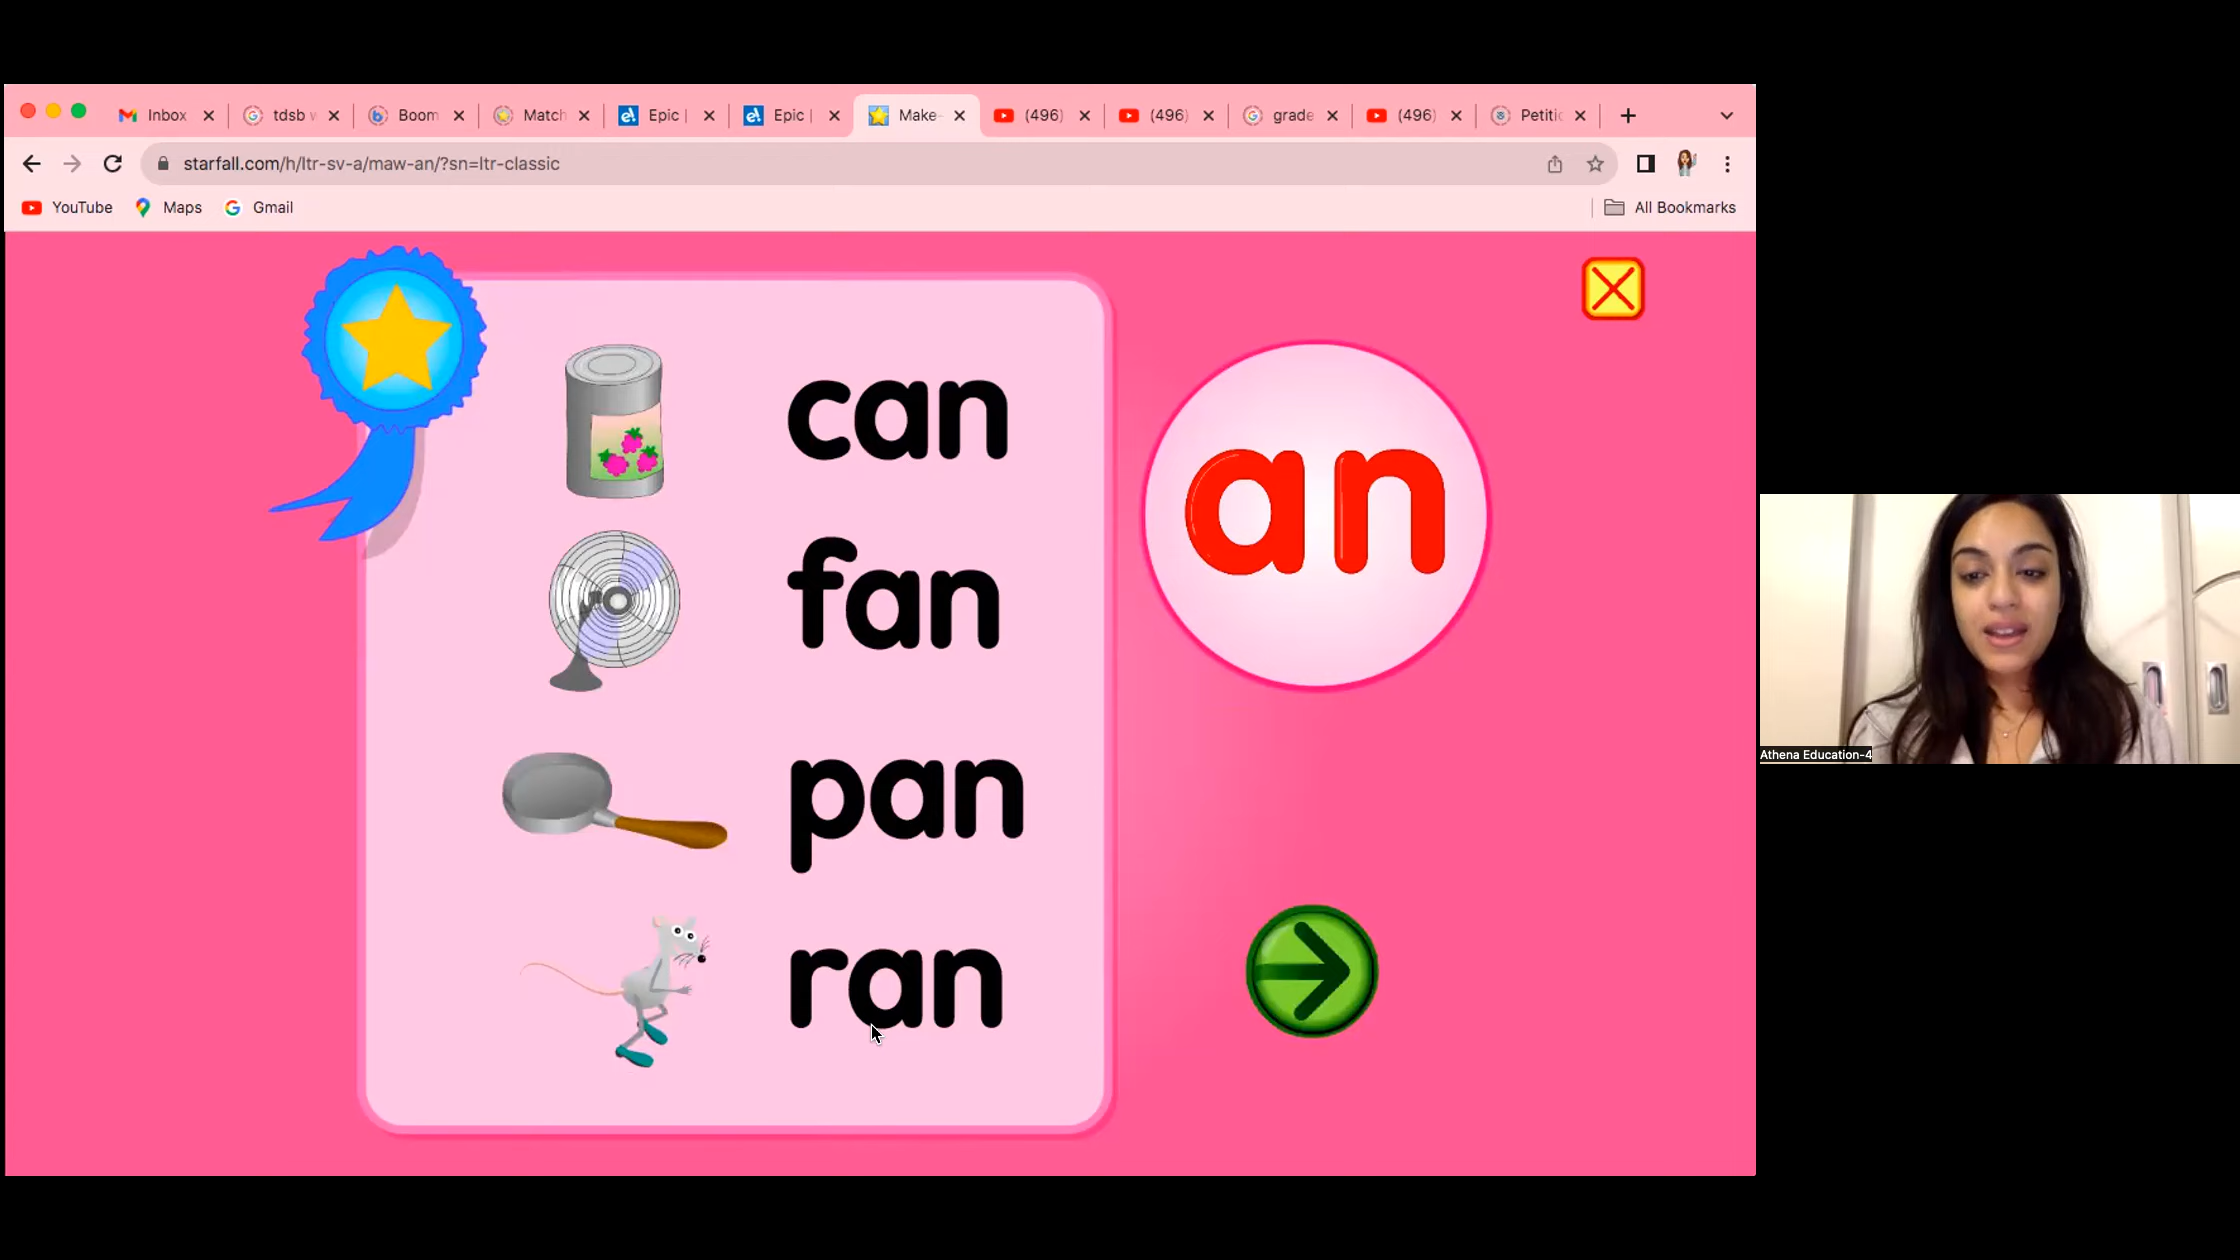 Inbox tdsb w Boom Match Epic | Epic | Make- (496) (496) grade (496) Petitic
starfall.com/h/ltr-sv-a/maw-an/?sn=ltr-classic
YouTube Maps Gmail All Bookmarks
can
an
fan
pan
ran
Athena Education-4